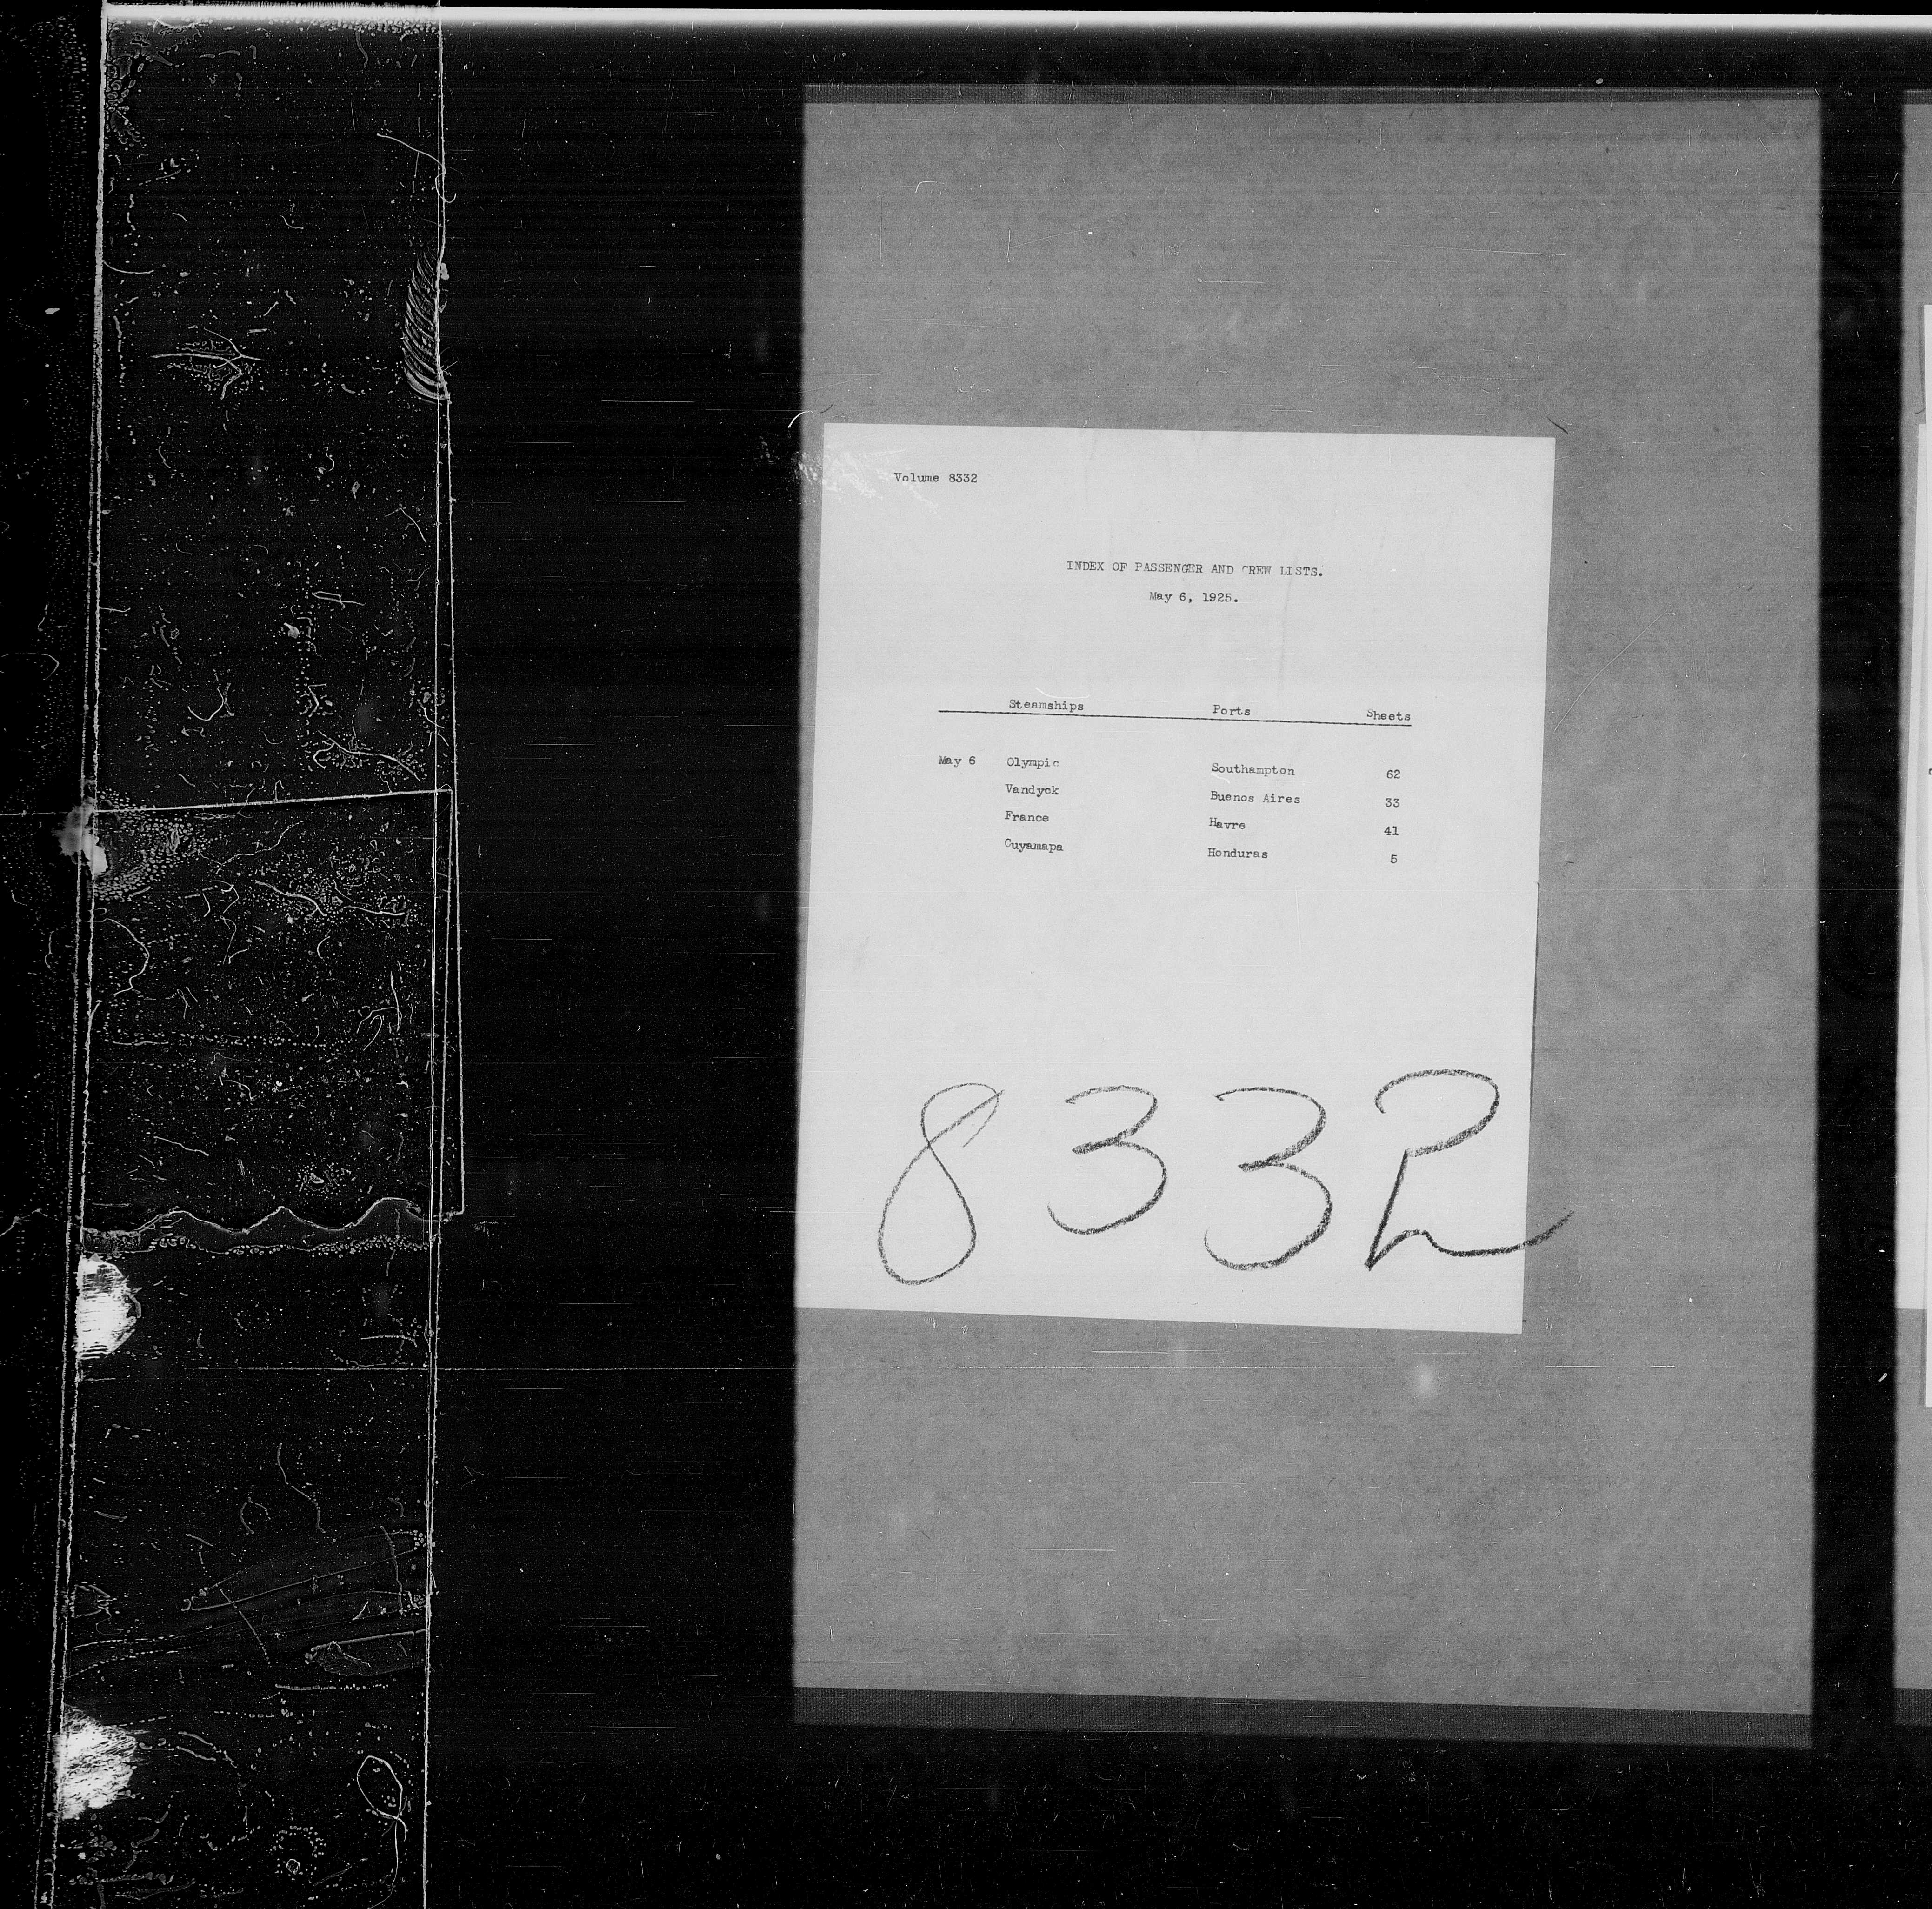 Volume 8332
INDEX OF PASSENGER AND CREW LISTS.
May 6, 1925.
Steamships Ports Sheets
May 6 Olympic Southampton 62
Vandyck Buenos Aires 33
France Havre 41
Cuyamapa Honduras 5
8332